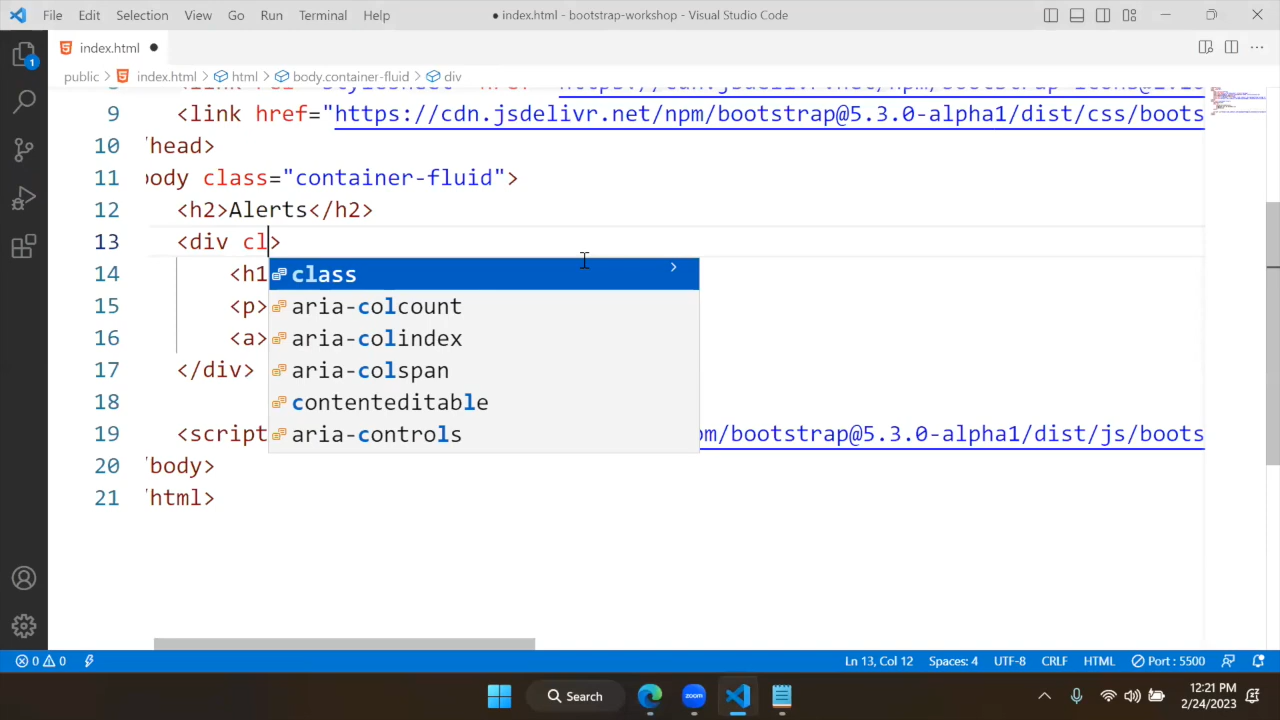 File Edit Selection View Go Run Terminal Help
● index.html - bootstrap-workshop - Visual Studio Code
index.html ●
public > index.html > html > body.container-fluid > div
9 <link href="https://cdn.jsdelivr.net/npm/bootstrap@5.3.0-alpha1/dist/css/boots
10 /head>
11 body class="container-fluid">
12 <h2>Alerts</h2>
13 <div cl>
14 <h1
15 <p>
16 <a>
17 </div>
18
19 <script
om/bootstrap@5.3.0-alpha1/dist/js/boots
20 /body>
21 /html>
class
aria-colcount
aria-colindex
aria-colspan
contenteditable
aria-controls
1
0 0
Ln 13, Col 12 Spaces: 4 UTF-8 CRLF HTML Port : 5500
Search
zoom
12:21 PM
2/24/2023